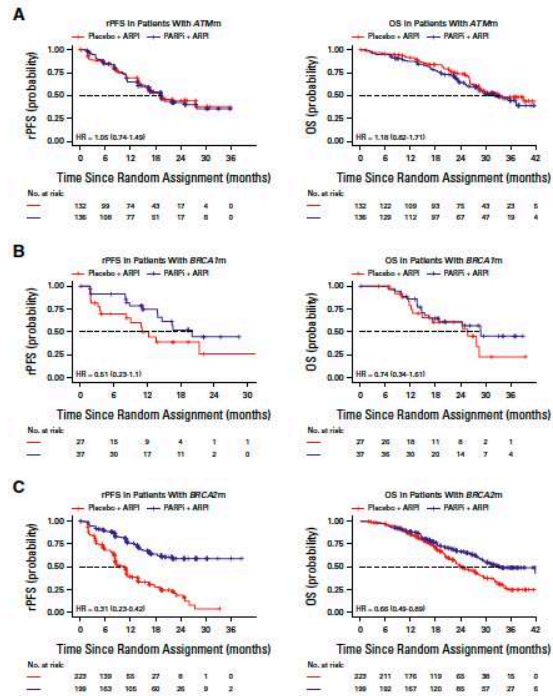 A
rPFS in Patients With ATMm
Placebo + ARPI PARPi + ARPI
1.00
0.75
0.50
0.25
0.00
rPFS (probability)
HR = 1.05 (0.74-1.49)
0 6 12 18 24 30 36
Time Since Random Assignment (months)
No. at risk:
132 99 74 43 17 4 0
136 108 77 51 17 8 0
OS in Patients With ATMm
Placebo + ARPI PARPi + ARPI
1.00
0.75
0.50
0.25
0.00
OS (probability)
HR = 1.18 (0.82-1.71)
0 6 12 18 24 30 36 42
Time Since Random Assignment (months)
No. at risk:
132 122 109 93 75 43 23 5
136 129 112 97 67 47 19 4
B
rPFS in Patients With BRCA1m
Placebo + ARPI PARPi + ARPI
1.00
0.75
0.50
0.25
0.00
rPFS (probability)
HR = 0.51 (0.23-1.1)
0 6 12 18 24 30
Time Since Random Assignment (months)
No. at risk:
27 15 9 4 1 1
37 30 17 11 2 0
OS in Patients With BRCA1m
Placebo + ARPI PARPi + ARPI
1.00
0.75
0.50
0.25
0.00
OS (probability)
HR = 0.74 (0.34-1.61)
0 6 12 18 24 30 36 42
Time Since Random Assignment (months)
No. at risk:
27 26 18 11 8 2 1
37 36 30 20 14 7 4
C
rPFS in Patients With BRCA2m
Placebo + ARPI PARPi + ARPI
1.00
0.75
0.50
0.25
0.00
rPFS (probability)
HR = 0.31 (0.23-0.42)
0 6 12 18 24 30 36
Time Since Random Assignment (months)
No. at risk:
223 139 55 27 8 1 0
199 163 105 60 26 9 2
OS in Patients With BRCA2m
Placebo + ARPI PARPi + ARPI
1.00
0.75
0.50
0.25
0.00
OS (probability)
HR = 0.66 (0.49-0.89)
0 6 12 18 24 30 36 42
Time Since Random Assignment (months)
No. at risk:
223 211 176 119 65 38 15 0
199 192 167 120 82 57 27 6